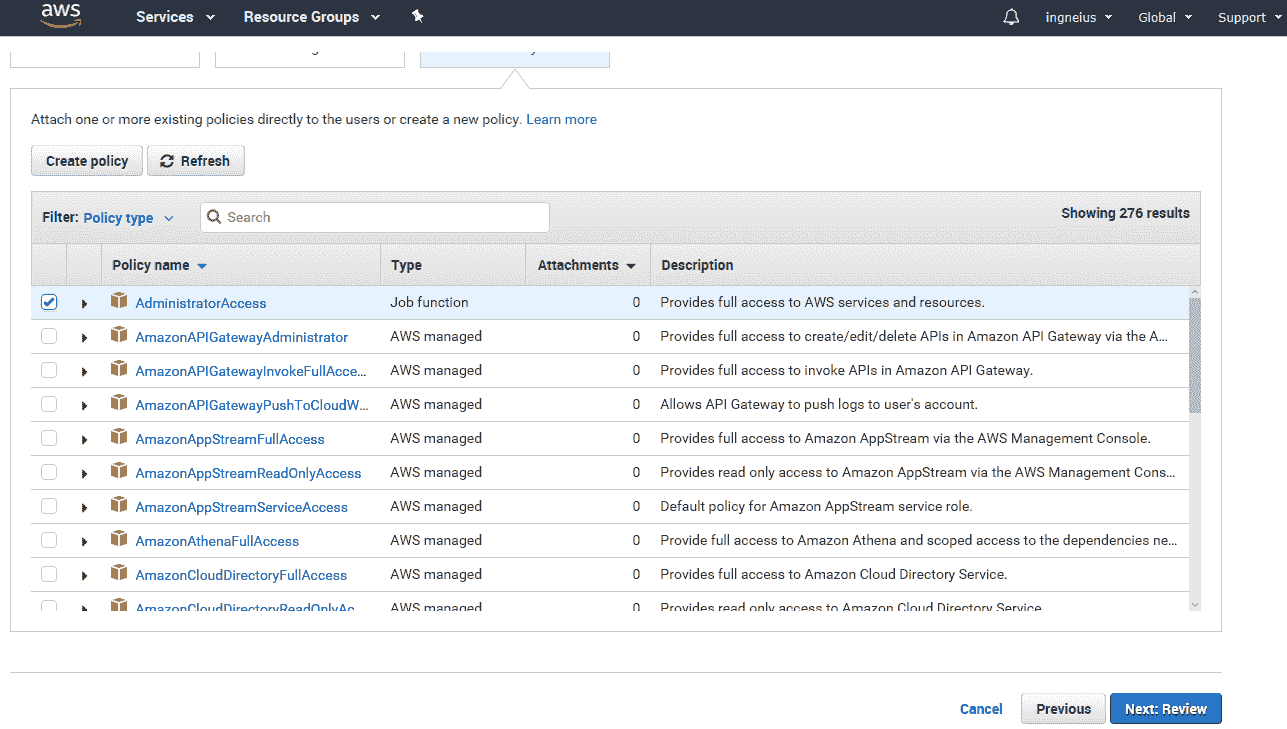 aws Services Resource Groups ingneius Global Support
Attach one or more existing policies directly to the users or create a new policy. Learn more
Create policy Refresh
Filter: Policy type Search Showing 276 results
Policy name Type Attachments Description
AdministratorAccess Job function 0 Provides full access to AWS services and resources.
AmazonAPIGatewayAdministrator AWS managed 0 Provides full access to create/edit/delete APIs in Amazon API Gateway via the A...
AmazonAPIGatewayInvokeFullAcce... AWS managed 0 Provides full access to invoke APIs in Amazon API Gateway.
AmazonAPIGatewayPushToCloudW... AWS managed 0 Allows API Gateway to push logs to user's account.
AmazonAppStreamFullAccess AWS managed 0 Provides full access to Amazon AppStream via the AWS Management Console.
AmazonAppStreamReadOnlyAccess AWS managed 0 Provides read only access to Amazon AppStream via the AWS Management Cons...
AmazonAppStreamServiceAccess AWS managed 0 Default policy for Amazon AppStream service role.
AmazonAthenaFullAccess AWS managed 0 Provide full access to Amazon Athena and scoped access to the dependencies ne...
AmazonCloudDirectoryFullAccess AWS managed 0 Provides full access to Amazon Cloud Directory Service.
AmazonCloudDirectoryReadOnlyAc AWS managed 0 Provides read only access to Amazon Cloud Directory Service
Cancel Previous Next: Review